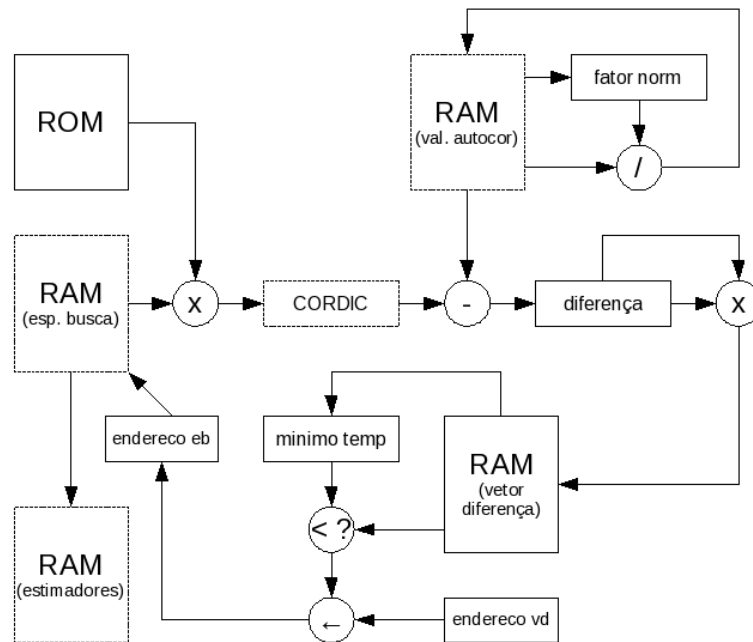 ROM
RAM
(val. autocor)
fator norm
/
RAM
(esp. busca)
X
CORDIC
-
diferença
X
endereco eb
minimo temp
RAM
(vetor
diferença)
< ?
RAM
(estimadores)
←
endereco vd